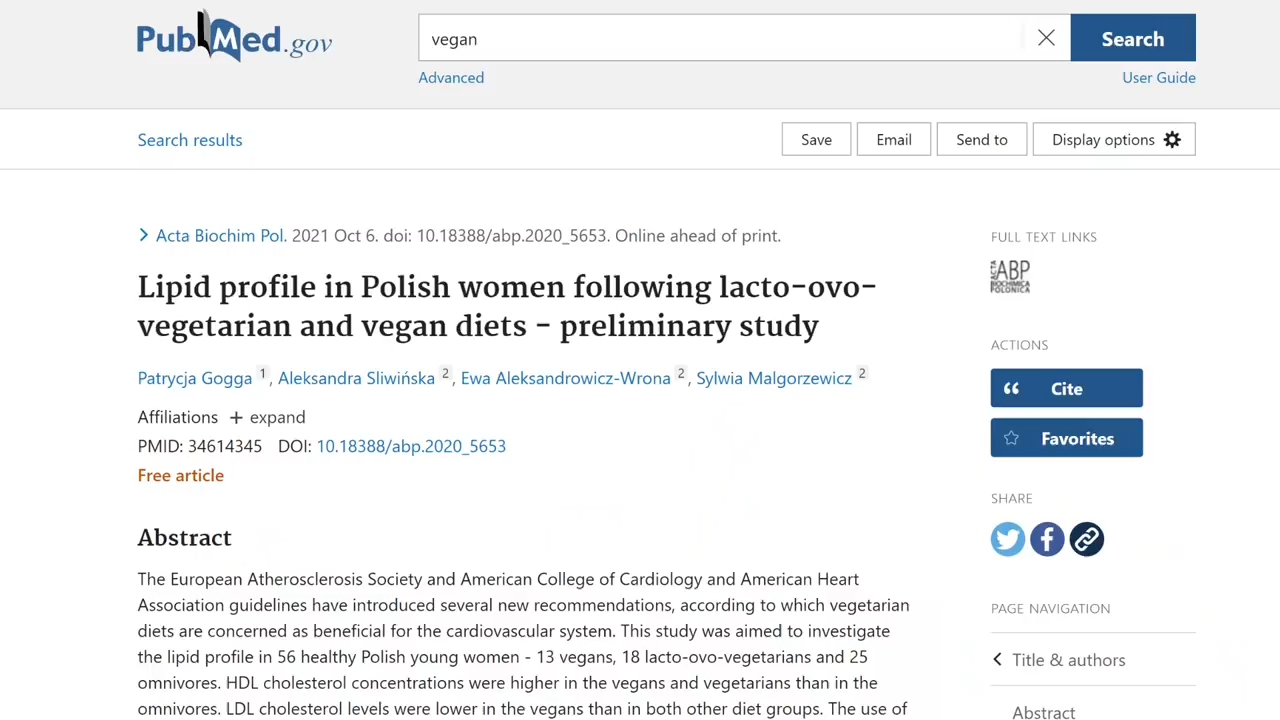 PubMed.gov
vegan
Search
Advanced
User Guide
Search results
Save
Email
Send to
Display options
Acta Biochim Pol. 2021 Oct 6. doi: 10.18388/abp.2020_5653. Online ahead of print.
Lipid profile in Polish women following lacto-ovo-
vegetarian and vegan diets - preliminary study
Patrycja Gogga 1, Aleksandra Sliwińska 2, Ewa Aleksandrowicz-Wrona 2, Sylwia Malgorzewicz 2
Affiliations + expand
PMID: 34614345 DOI: 10.18388/abp.2020_5653
Free article
Abstract
The European Atherosclerosis Society and American College of Cardiology and American Heart
Association guidelines have introduced several new recommendations, according to which vegetarian
diets are concerned as beneficial for the cardiovascular system. This study was aimed to investigate
the lipid profile in 56 healthy Polish young women - 13 vegans, 18 lacto-ovo-vegetarians and 25
omnivores. HDL cholesterol concentrations were higher in the vegans and vegetarians than in the
omnivores. LDL cholesterol levels were lower in the vegans than in both other diet groups. The use of
FULL TEXT LINKS
ACTA
ABP
BIOCHIMICA
POLONICA
ACTIONS
Cite
Favorites
SHARE
PAGE NAVIGATION
Title & authors
Abstract